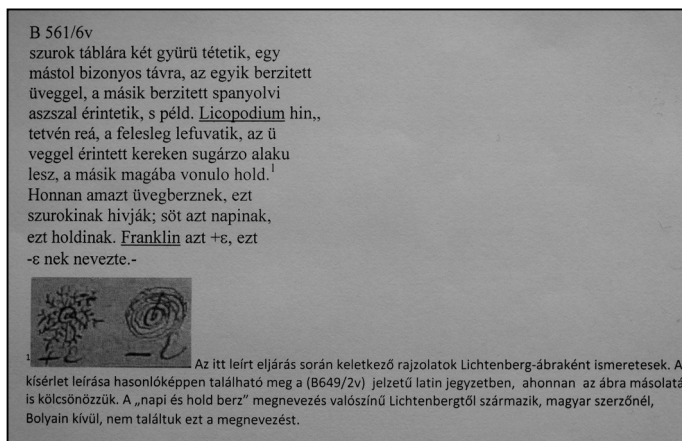 B 561/6v
szurok táblára két gyürü tétetik, egy
mástol bizonyos távra, az egyik berzitett
üveggel, a másik berzitett spanyolvi
aszszal érintetik, s péld. Licopodium hin,,
tetvén reá, a felesleg lefuvatik, az ü
veggel érintett kereken sugárzo alaku
lesz, a másik magába vonulo hold.1
Honnan amazt üvegberznek, ezt
szurokinak hivják; söt azt napinak,
ezt holdinak. Franklin azt +ε, ezt
-ε nek nevezte.-
+ε -ε
1 Az itt leírt eljárás során keletkező rajzolatok Lichtenberg-ábraként ismeretesek. A
kísérlet leírása hasonlóképpen található meg a (B649/2v) jelzetű latin jegyzetben, ahonnan az ábra másolatá
is kölcsönözzük. A „napi és hold berz” megnevezés valószínű Lichtenbergtől származik, magyar szerzőnél,
Bolyain kívül, nem találtuk ezt a megnevezést.